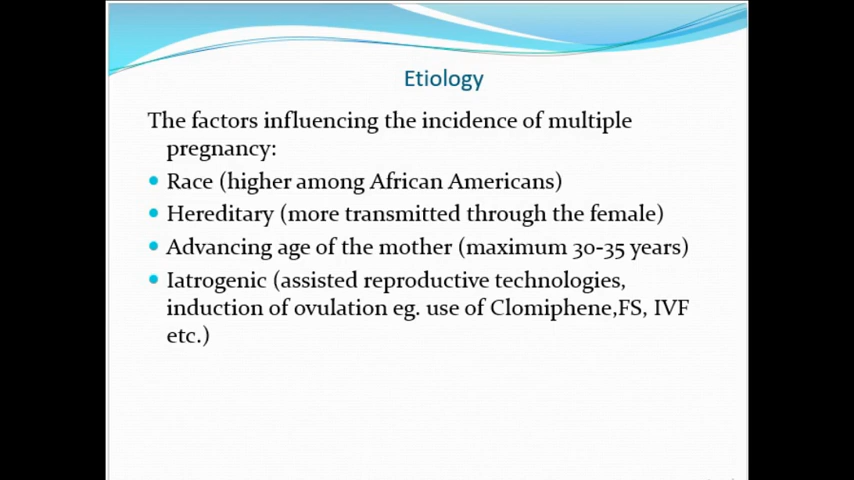 Etiology
The factors influencing the incidence of multiple
pregnancy:
• Race (higher among African Americans)
• Hereditary (more transmitted through the female)
• Advancing age of the mother (maximum 30-35 years)
• Iatrogenic (assisted reproductive technologies,
induction of ovulation eg. use of Clomiphene,FS, IVF
etc.)